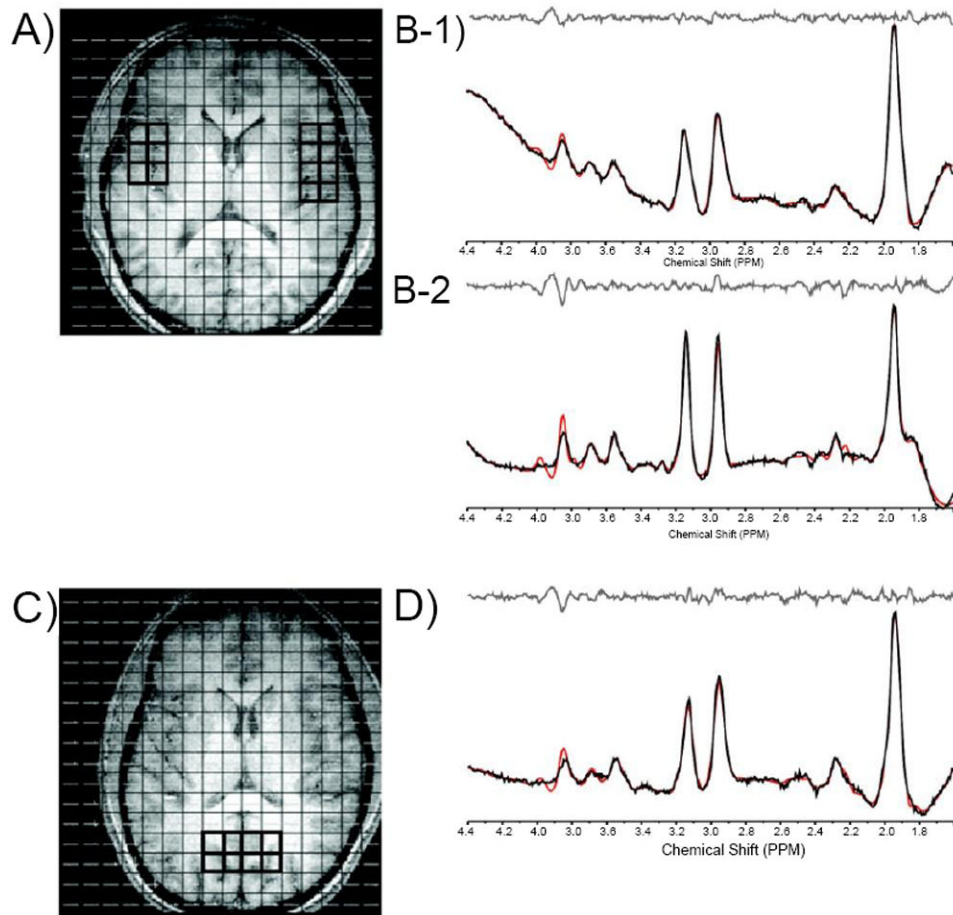 A)
B-1)
4.4 4.0 3.8 3.6 3.4 3.2 3.0 2.8 2.6 2.4 2.2 2.0 1.8
Chemical Shift (PPM)
B-2
4.4 4.2 4.0 3.8 3.6 3.4 3.2 3.0 2.8 2.6 2.4 2.2 2.0 1.8
Chemical Shift (PPM)
C)
D)
4.4 4.2 4.0 3.8 3.6 3.4 3.2 3.0 2.8 2.6 2.4 2.2 2.0 1.8
Chemical Shift (PPM)